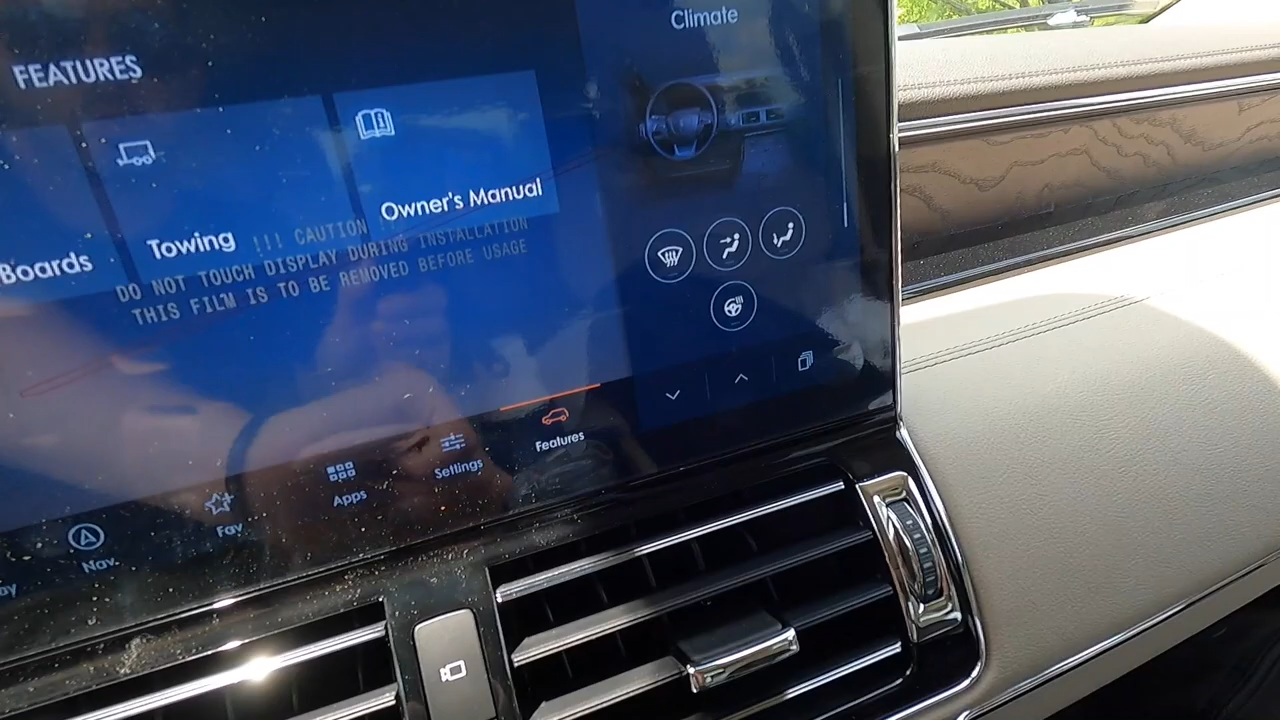 Climate
FEATURES
Owner's Manual
Towing
Boards
!!! CAUTION
DO NOT TOUCH DISPLAY DURING INSTALLATION
THIS FILM IS TO BE REMOVED BEFORE USAGE
Features
Settings
Apps
Fav
Nav